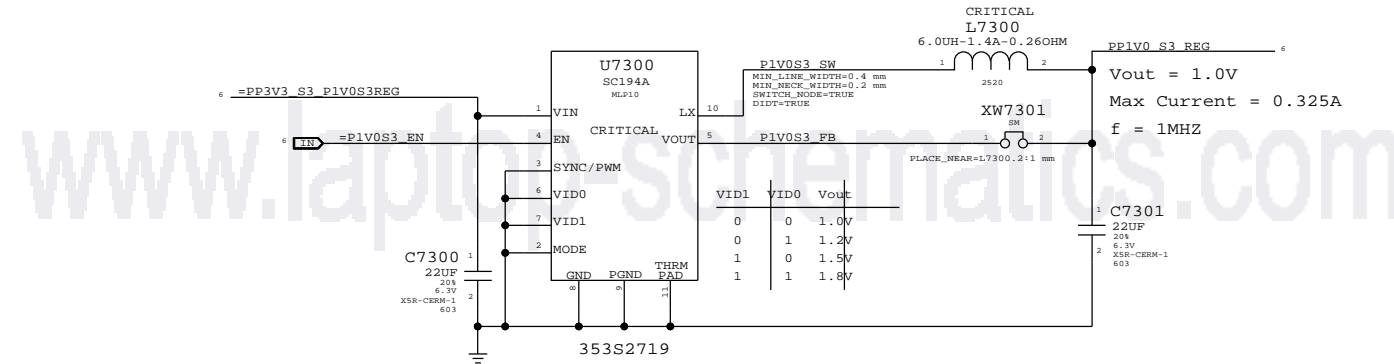 CRITICAL
L7300
6.0UH-1.4A-0.26OHM
1 2
2520
PP1V0_S3_REG 6
Vout = 1.0V
Max Current = 0.325A
f = 1MHZ
U7300
SC194A
MLP10
CRITICAL
P1V0S3_SW
MIN_LINE_WIDTH=0.4 mm
MIN_NECK_WIDTH=0.2 mm
SWITCH_NODE=TRUE
DIDT=TRUE
6 =PP3V3_S3_P1V0S3REG
6 IN =P1V0S3_EN
1 VIN
4 EN
3 SYNC/PWM
6 VID0
7 VID1
2 MODE
LX 10
VOUT 5
P1V0S3_FB
XW7301
SM
1 2
PLACE_NEAR=L7300.2:1 mm
GND PGND THRM
PAD
8 9 11
VID1 VID0 Vout
0 0 1.0V
0 1 1.2V
1 0 1.5V
1 1 1.8V
C7300 1
22UF
20%
6.3V
X5R-CERM-1
603
2
1 C7301
22UF
20%
6.3V
2 X5R-CERM-1
603
353S2719
www.laptop-schematics.com